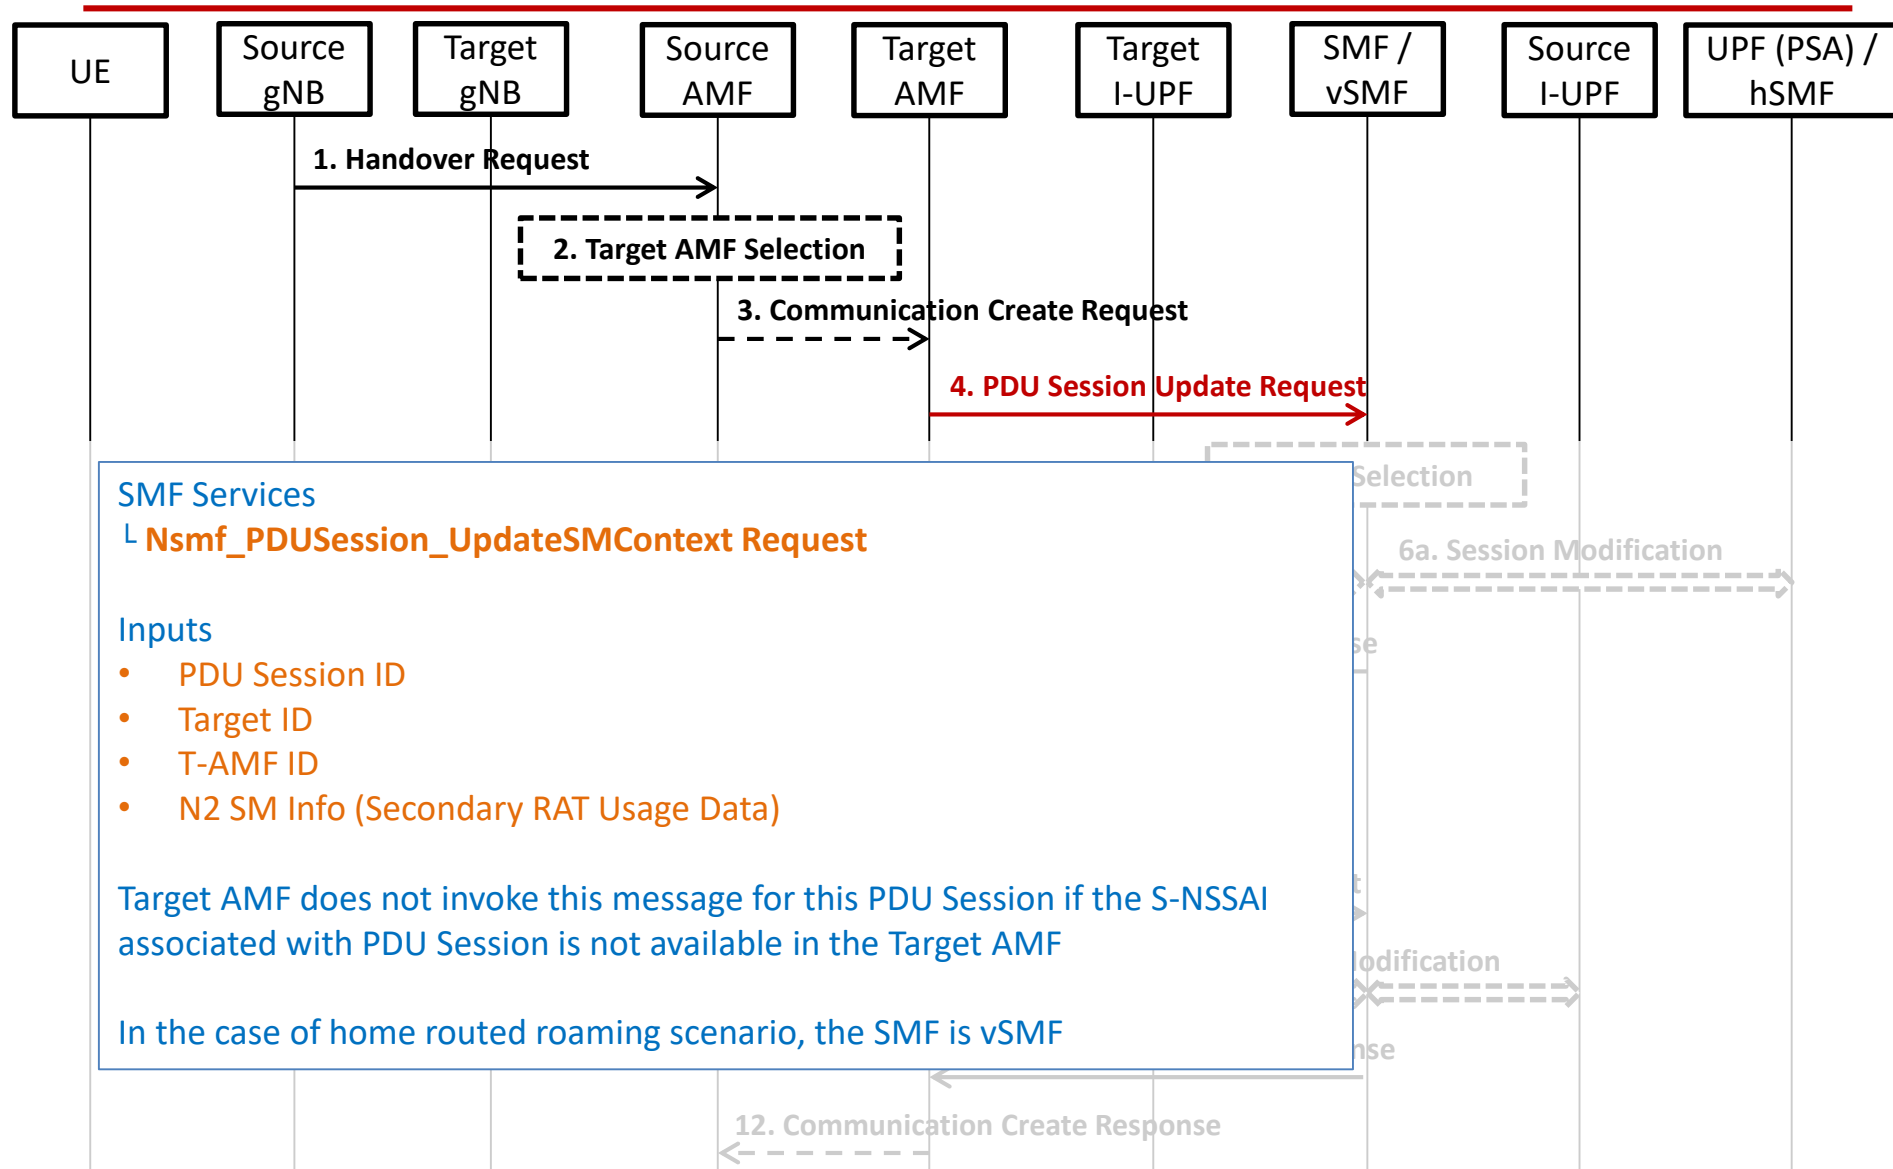 UE
Source
gNB
Target
gNB
Source
AMF
Target
AMF
Target
I-UPF
SMF /
vSMF
Source
I-UPF
UPF (PSA) /
hSMF
1. Handover Request
2. Target AMF Selection
3. Communication Create Request
4. PDU Session Update Request
Selection
SMF Services
└ Nsmf_PDUSession_UpdateSMContext Request
6a. Session Modification
Inputs
• PDU Session ID
• Target ID
• T-AMF ID
• N2 SM Info (Secondary RAT Usage Data)
Target AMF does not invoke this message for this PDU Session if the S-NSSAI
associated with PDU Session is not available in the Target AMF
In the case of home routed roaming scenario, the SMF is vSMF
12. Communication Create Response